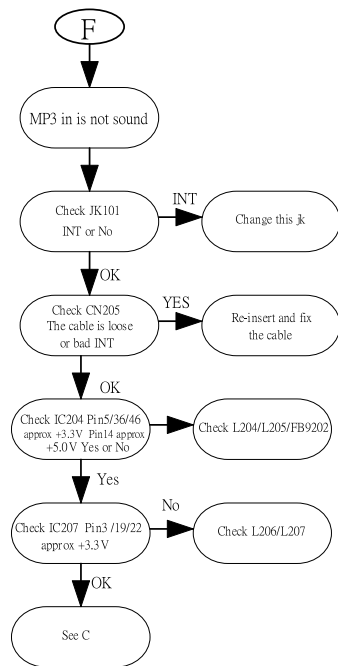 F
MP3 in is not sound
Check JK101
INT or No
INT
Change this jk
OK
Check CN205
The cable is loose
or bad INT
YES
Re-insert and fix
the cable
OK
Check IC204 Pin5/36/46
approx +3.3V Pin14 approx
+5.0V Yes or No
Check L204/L205/FB9202
Yes
Check IC207 Pin3 /19/22
approx +3.3V
No
Check L206/L207
OK
See C